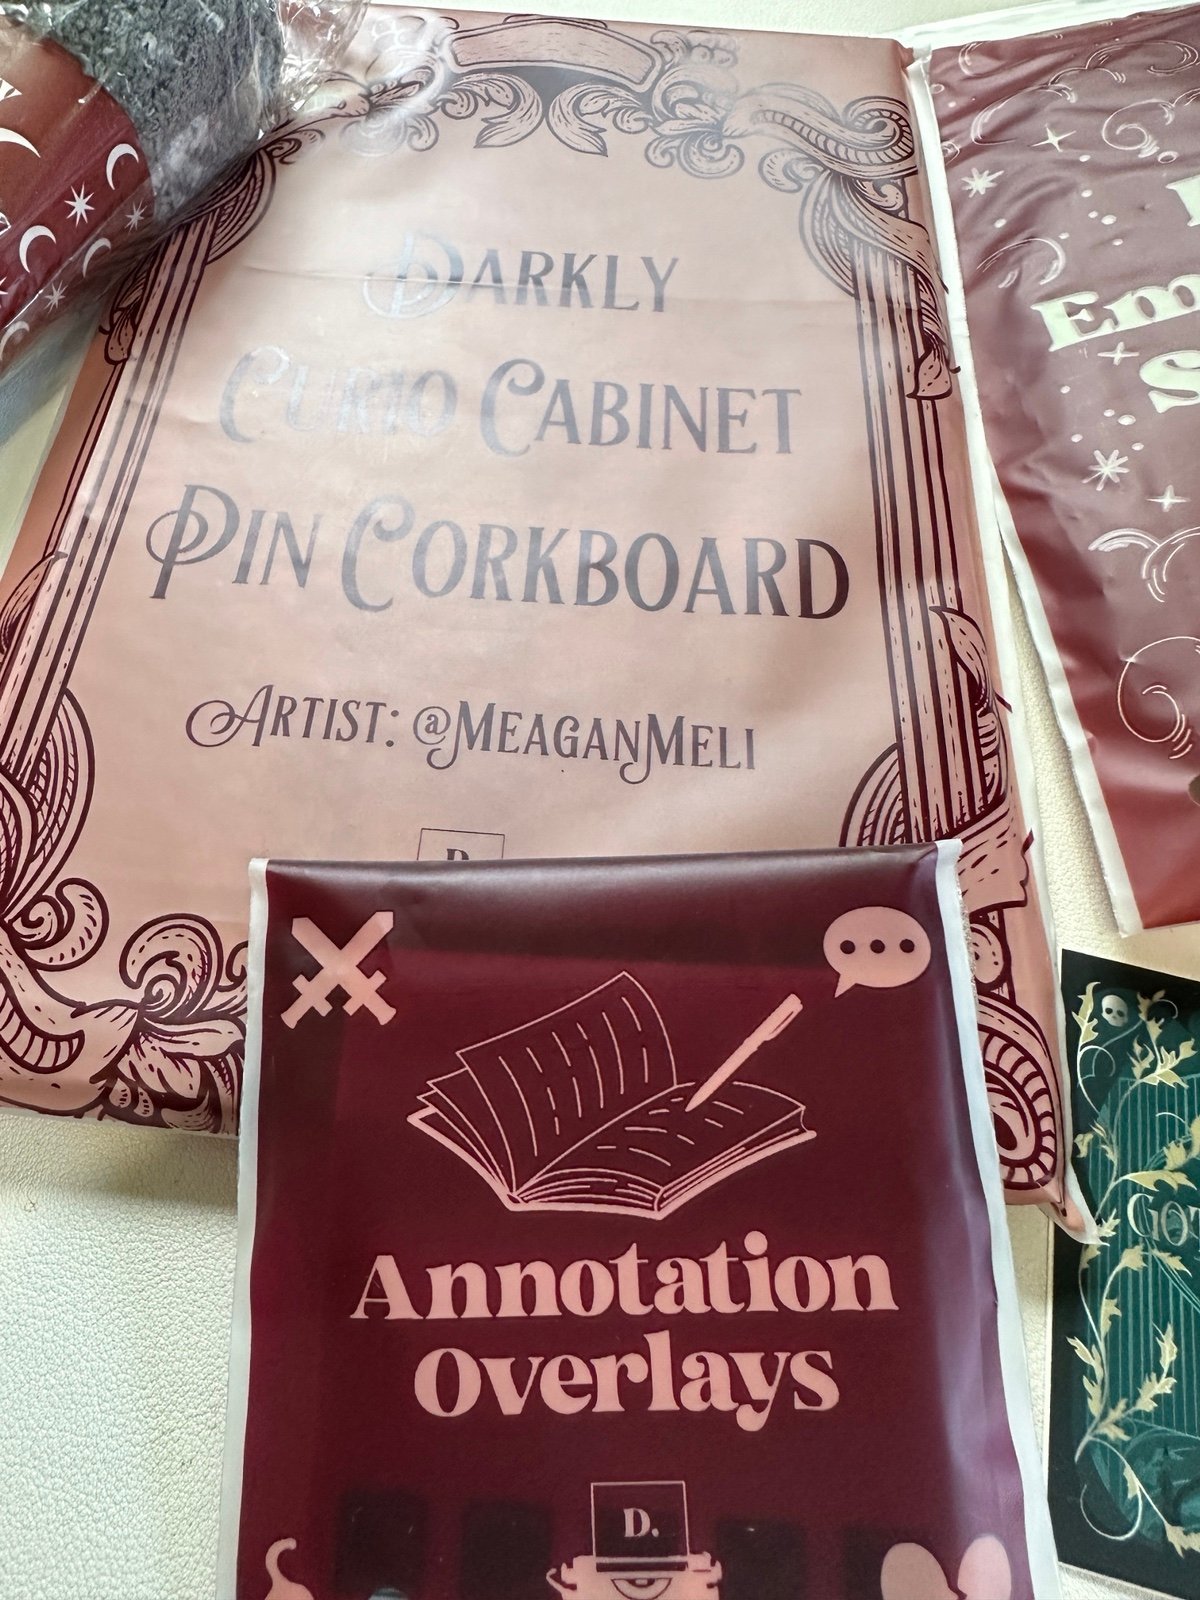 DARKLY
CURIO CABINET
PIN CORKBOARD
ARTIST: @MEAGANMELI
D.
Annotation
Overlays
D.